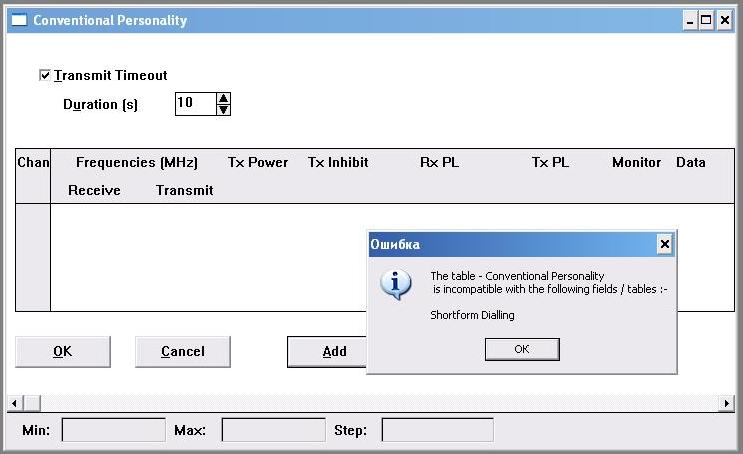 Conventional Personality
Transmit Timeout
Duration (s) 10
Chan Frequencies (MHz) Tx Power Tx Inhibit Rx PL Tx PL Monitor Data
Receive Transmit
Ошибка
The table - Conventional Personality
is incompatible with the following fields / tables :-
Shortform Dialling
OK
OK Cancel Add
Min: Max: Step: